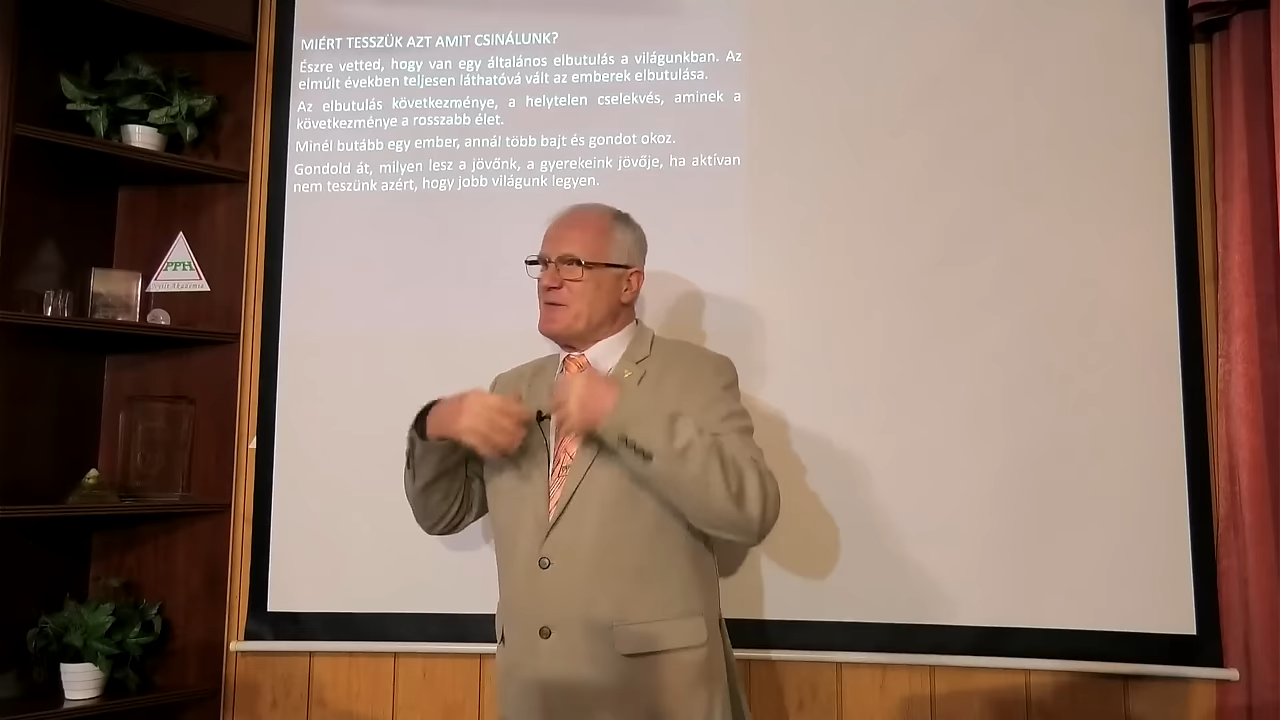 MIÉRT TESSZÜK AZT AMIT CSINÁLUNK?
Észre vetted, hogy van egy általános elbutulás a világunkban. Az
elmúlt években teljesen láthatóvá vált az emberek elbutulása.
Az elbutulás következménye, a helytelen cselekvés, aminek a
következménye a rosszabb élet.
Minél butább egy ember, annál több bajt és gondot okoz.
Gondold át, milyen lesz a jövőnk, a gyerekeink jövője, ha aktívan
nem teszünk azért, hogy jobb világunk legyen.
PPH
Nyílt Akadémia